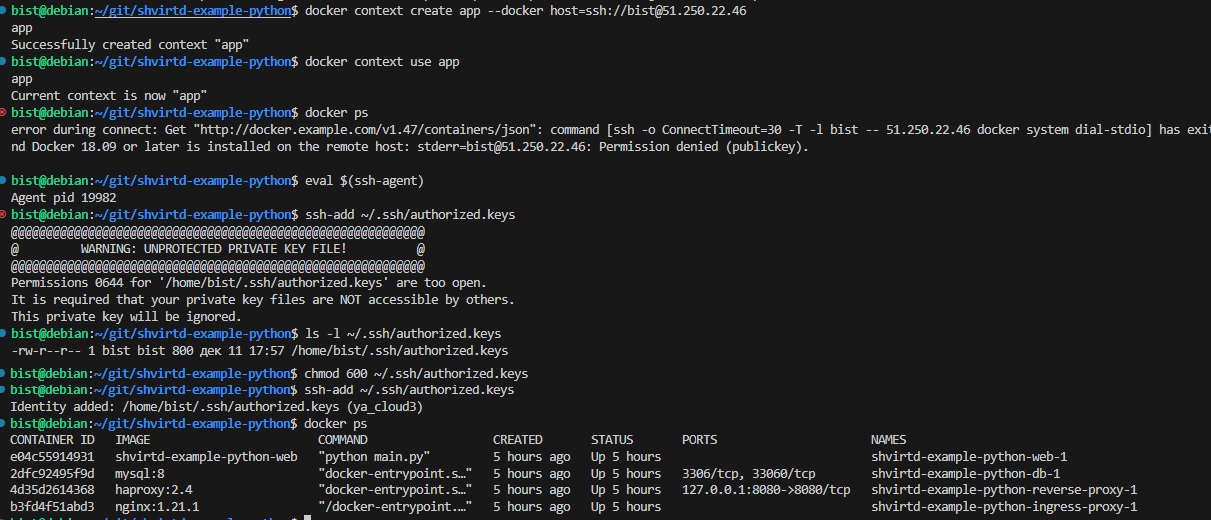 bist@debian:~/git/shvirtd-example-python$ docker context create app --docker host=ssh://bist@51.250.22.46
app
Successfully created context "app"
bist@debian:~/git/shvirtd-example-python$ docker context use app
app
Current context is now "app"
bist@debian:~/git/shvirtd-example-python$ docker ps
error during connect: Get "http://docker.example.com/v1.47/containers/json": command [ssh -o ConnectTimeout=30 -T -l bist -- 51.250.22.46 docker system dial-stdio] has exit
nd Docker 18.09 or later is installed on the remote host: stderr=bist@51.250.22.46: Permission denied (publickey).
bist@debian:~/git/shvirtd-example-python$ eval $(ssh-agent)
Agent pid 19982
bist@debian:~/git/shvirtd-example-python$ ssh-add ~/.ssh/authorized.keys
@@@@@@@@@@@@@@@@@@@@@@@@@@@@@@@@@@@@@@@@@@@@@@@@@@@@@@@@@@@
@         WARNING: UNPROTECTED PRIVATE KEY FILE!          @
@@@@@@@@@@@@@@@@@@@@@@@@@@@@@@@@@@@@@@@@@@@@@@@@@@@@@@@@@@@
Permissions 0644 for '/home/bist/.ssh/authorized.keys' are too open.
It is required that your private key files are NOT accessible by others.
This private key will be ignored.
bist@debian:~/git/shvirtd-example-python$ ls -l ~/.ssh/authorized.keys
-rw-r--r-- 1 bist bist 800 дек 11 17:57 /home/bist/.ssh/authorized.keys
bist@debian:~/git/shvirtd-example-python$ chmod 600 ~/.ssh/authorized.keys
bist@debian:~/git/shvirtd-example-python$ ssh-add ~/.ssh/authorized.keys
Identity added: /home/bist/.ssh/authorized.keys (ya_cloud3)
bist@debian:~/git/shvirtd-example-python$ docker ps
CONTAINER ID   IMAGE                        COMMAND                  CREATED       STATUS       PORTS                      NAMES
e04c55914931   shvirtd-example-python-web   "python main.py"         5 hours ago   Up 5 hours                              shvirtd-example-python-web-1
2dfc92495f9d   mysql:8                      "docker-entrypoint.s…"   5 hours ago   Up 5 hours   3306/tcp, 33060/tcp        shvirtd-example-python-db-1
4d35d2614368   haproxy:2.4                  "docker-entrypoint.s…"   5 hours ago   Up 5 hours   127.0.0.1:8080->8080/tcp   shvirtd-example-python-reverse-proxy-1
b3fd4f51abd3   nginx:1.21.1                 "/docker-entrypoint.…"   5 hours ago   Up 5 hours                              shvirtd-example-python-ingress-proxy-1
bist@debian:~/git/shvirtd-example-python$